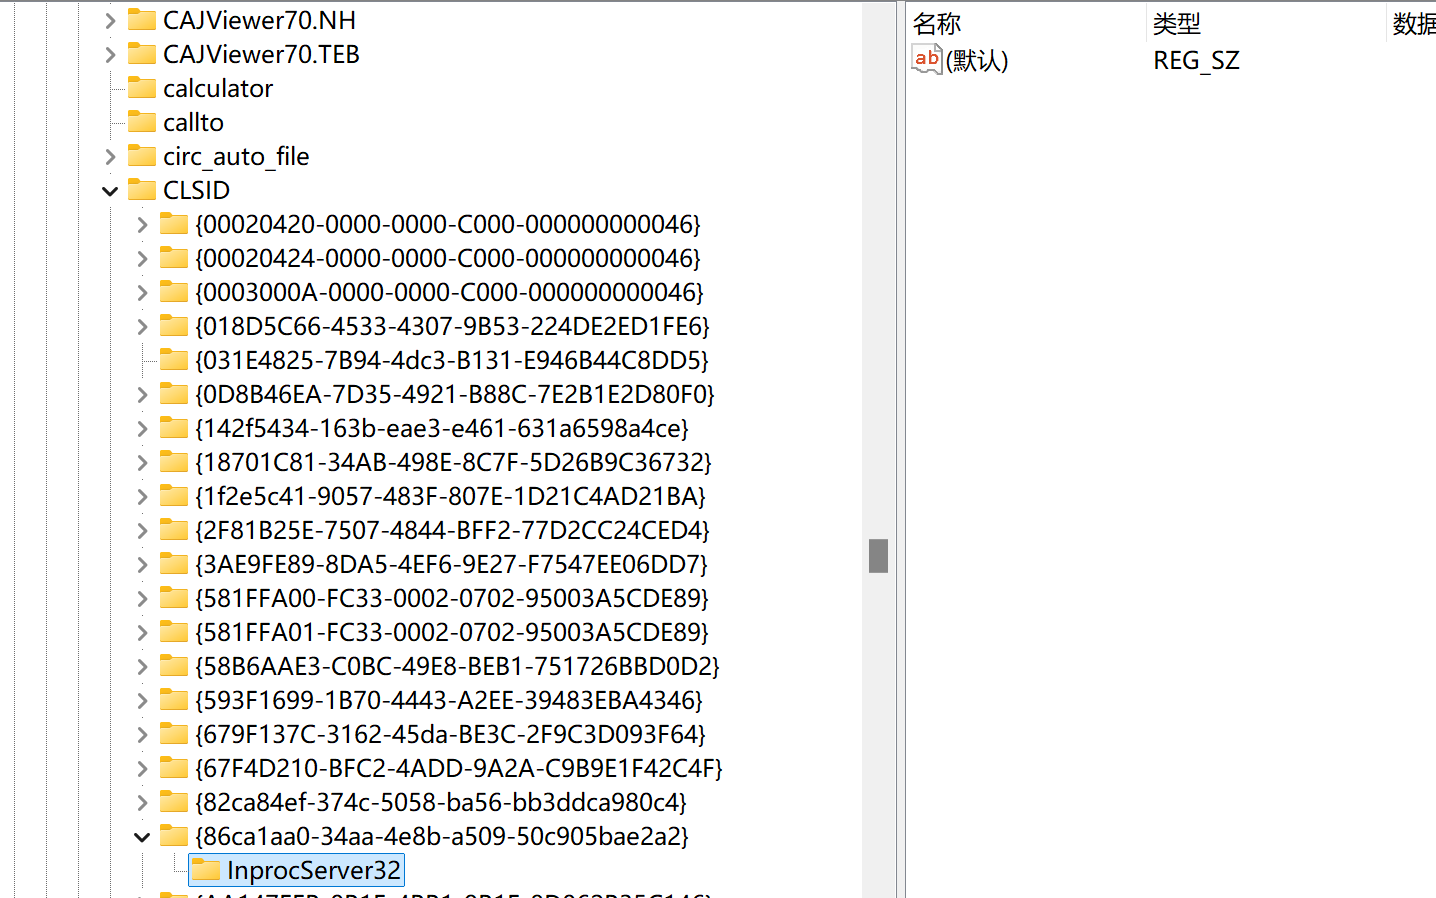 CAJViewer70.NH
CAJViewer70.TEB
calculator
callto
circ_auto_file
CLSID
{00020420-0000-0000-C000-000000000046}
{00020424-0000-0000-C000-000000000046}
{0003000A-0000-0000-C000-000000000046}
{018D5C66-4533-4307-9B53-224DE2ED1FE6}
{031E4825-7B94-4dc3-B131-E946B44C8DD5}
{0D8B46EA-7D35-4921-B88C-7E2B1E2D80F0}
{142f5434-163b-eae3-e461-631a6598a4ce}
{18701C81-34AB-498E-8C7F-5D26B9C36732}
{1f2e5c41-9057-483F-807E-1D21C4AD21BA}
{2F81B25E-7507-4844-BFF2-77D2CC24CED4}
{3AE9FE89-8DA5-4EF6-9E27-F7547EE06DD7}
{581FFA00-FC33-0002-0702-95003A5CDE89}
{581FFA01-FC33-0002-0702-95003A5CDE89}
{58B6AAE3-C0BC-49E8-BEB1-751726BBD0D2}
{593F1699-1B70-4443-A2EE-39483EBA4346}
{679F137C-3162-45da-BE3C-2F9C3D093F64}
{67F4D210-BFC2-4ADD-9A2A-C9B9E1F42C4F}
{82ca84ef-374c-5058-ba56-bb3ddca980c4}
{86ca1aa0-34aa-4e8b-a509-50c905bae2a2}
InprocServer32
名称 类型 数据
ab (默认) REG_SZ